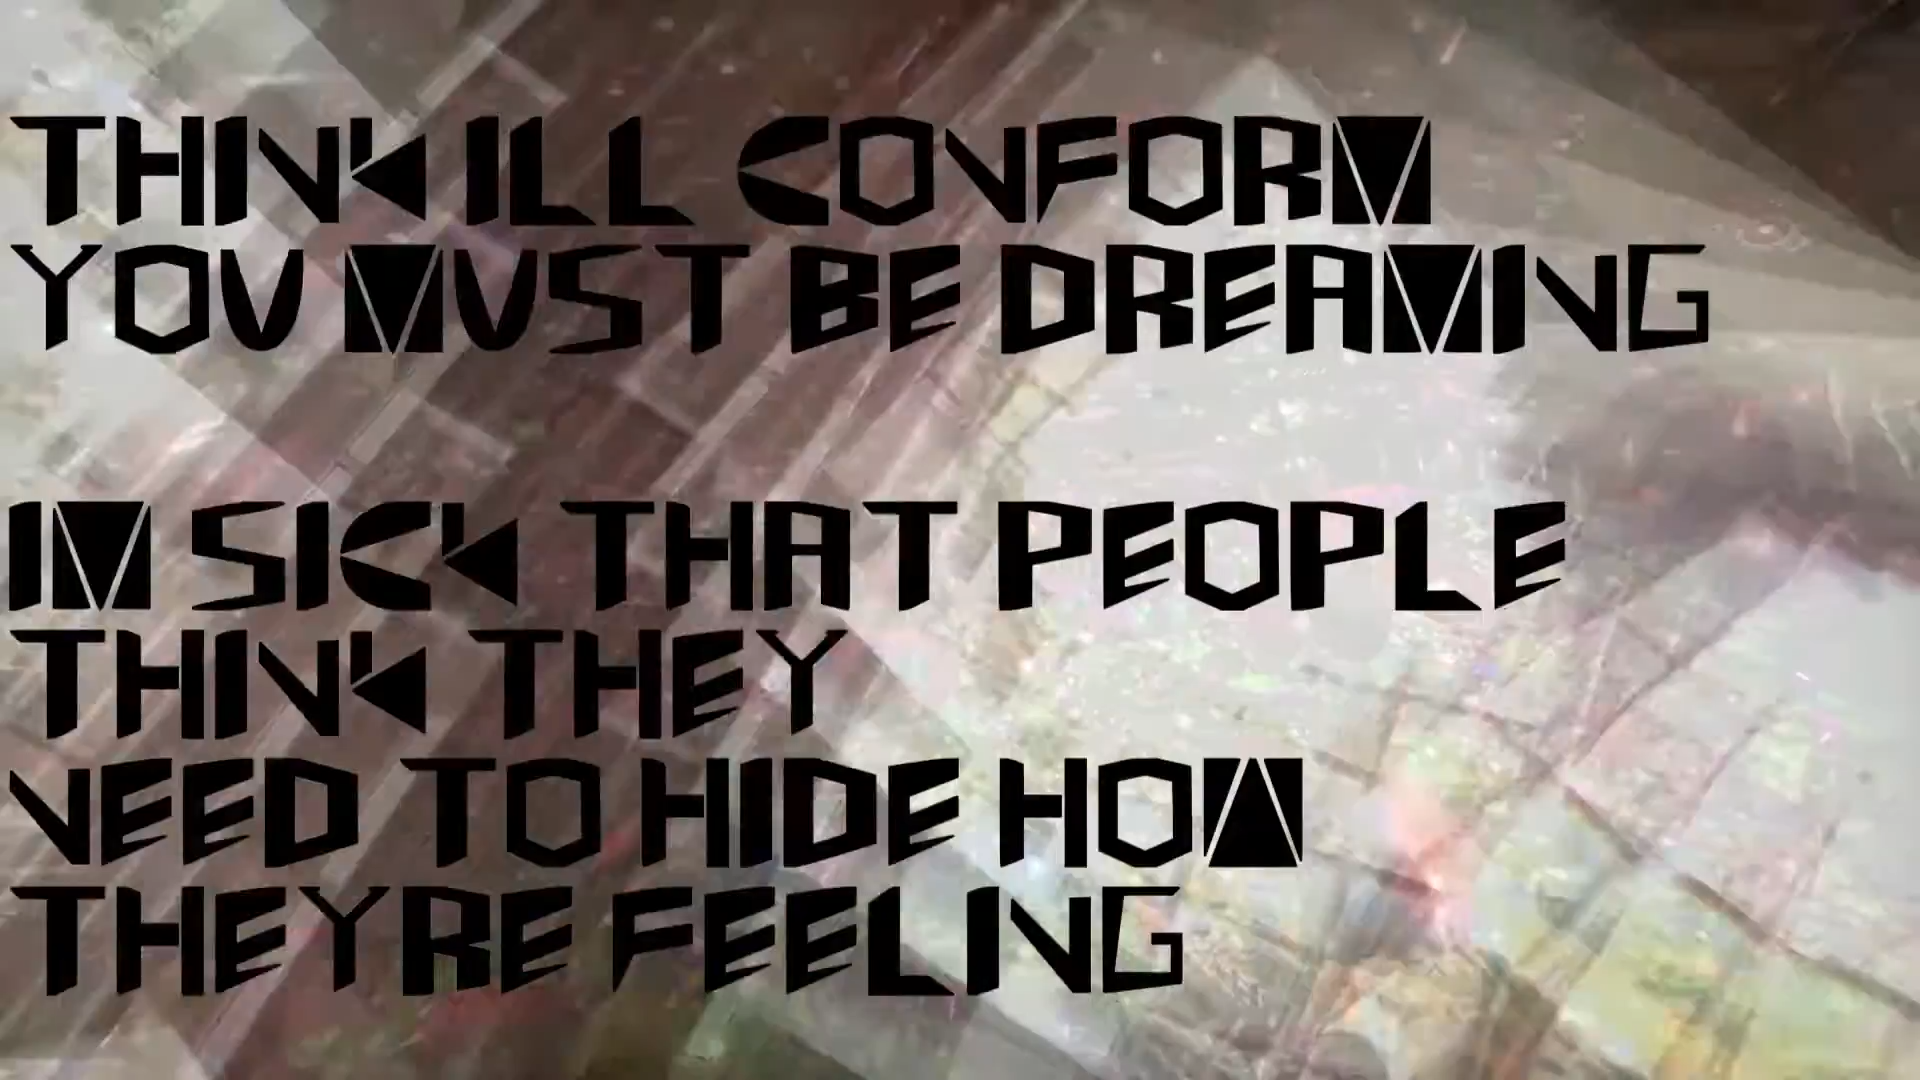 THINK ILL CONFORM
YOU MUST BE DREAMING
IM SICK THAT PEOPLE
THINK THEY
NEED TO HIDE HOW
THEYRE FEELING